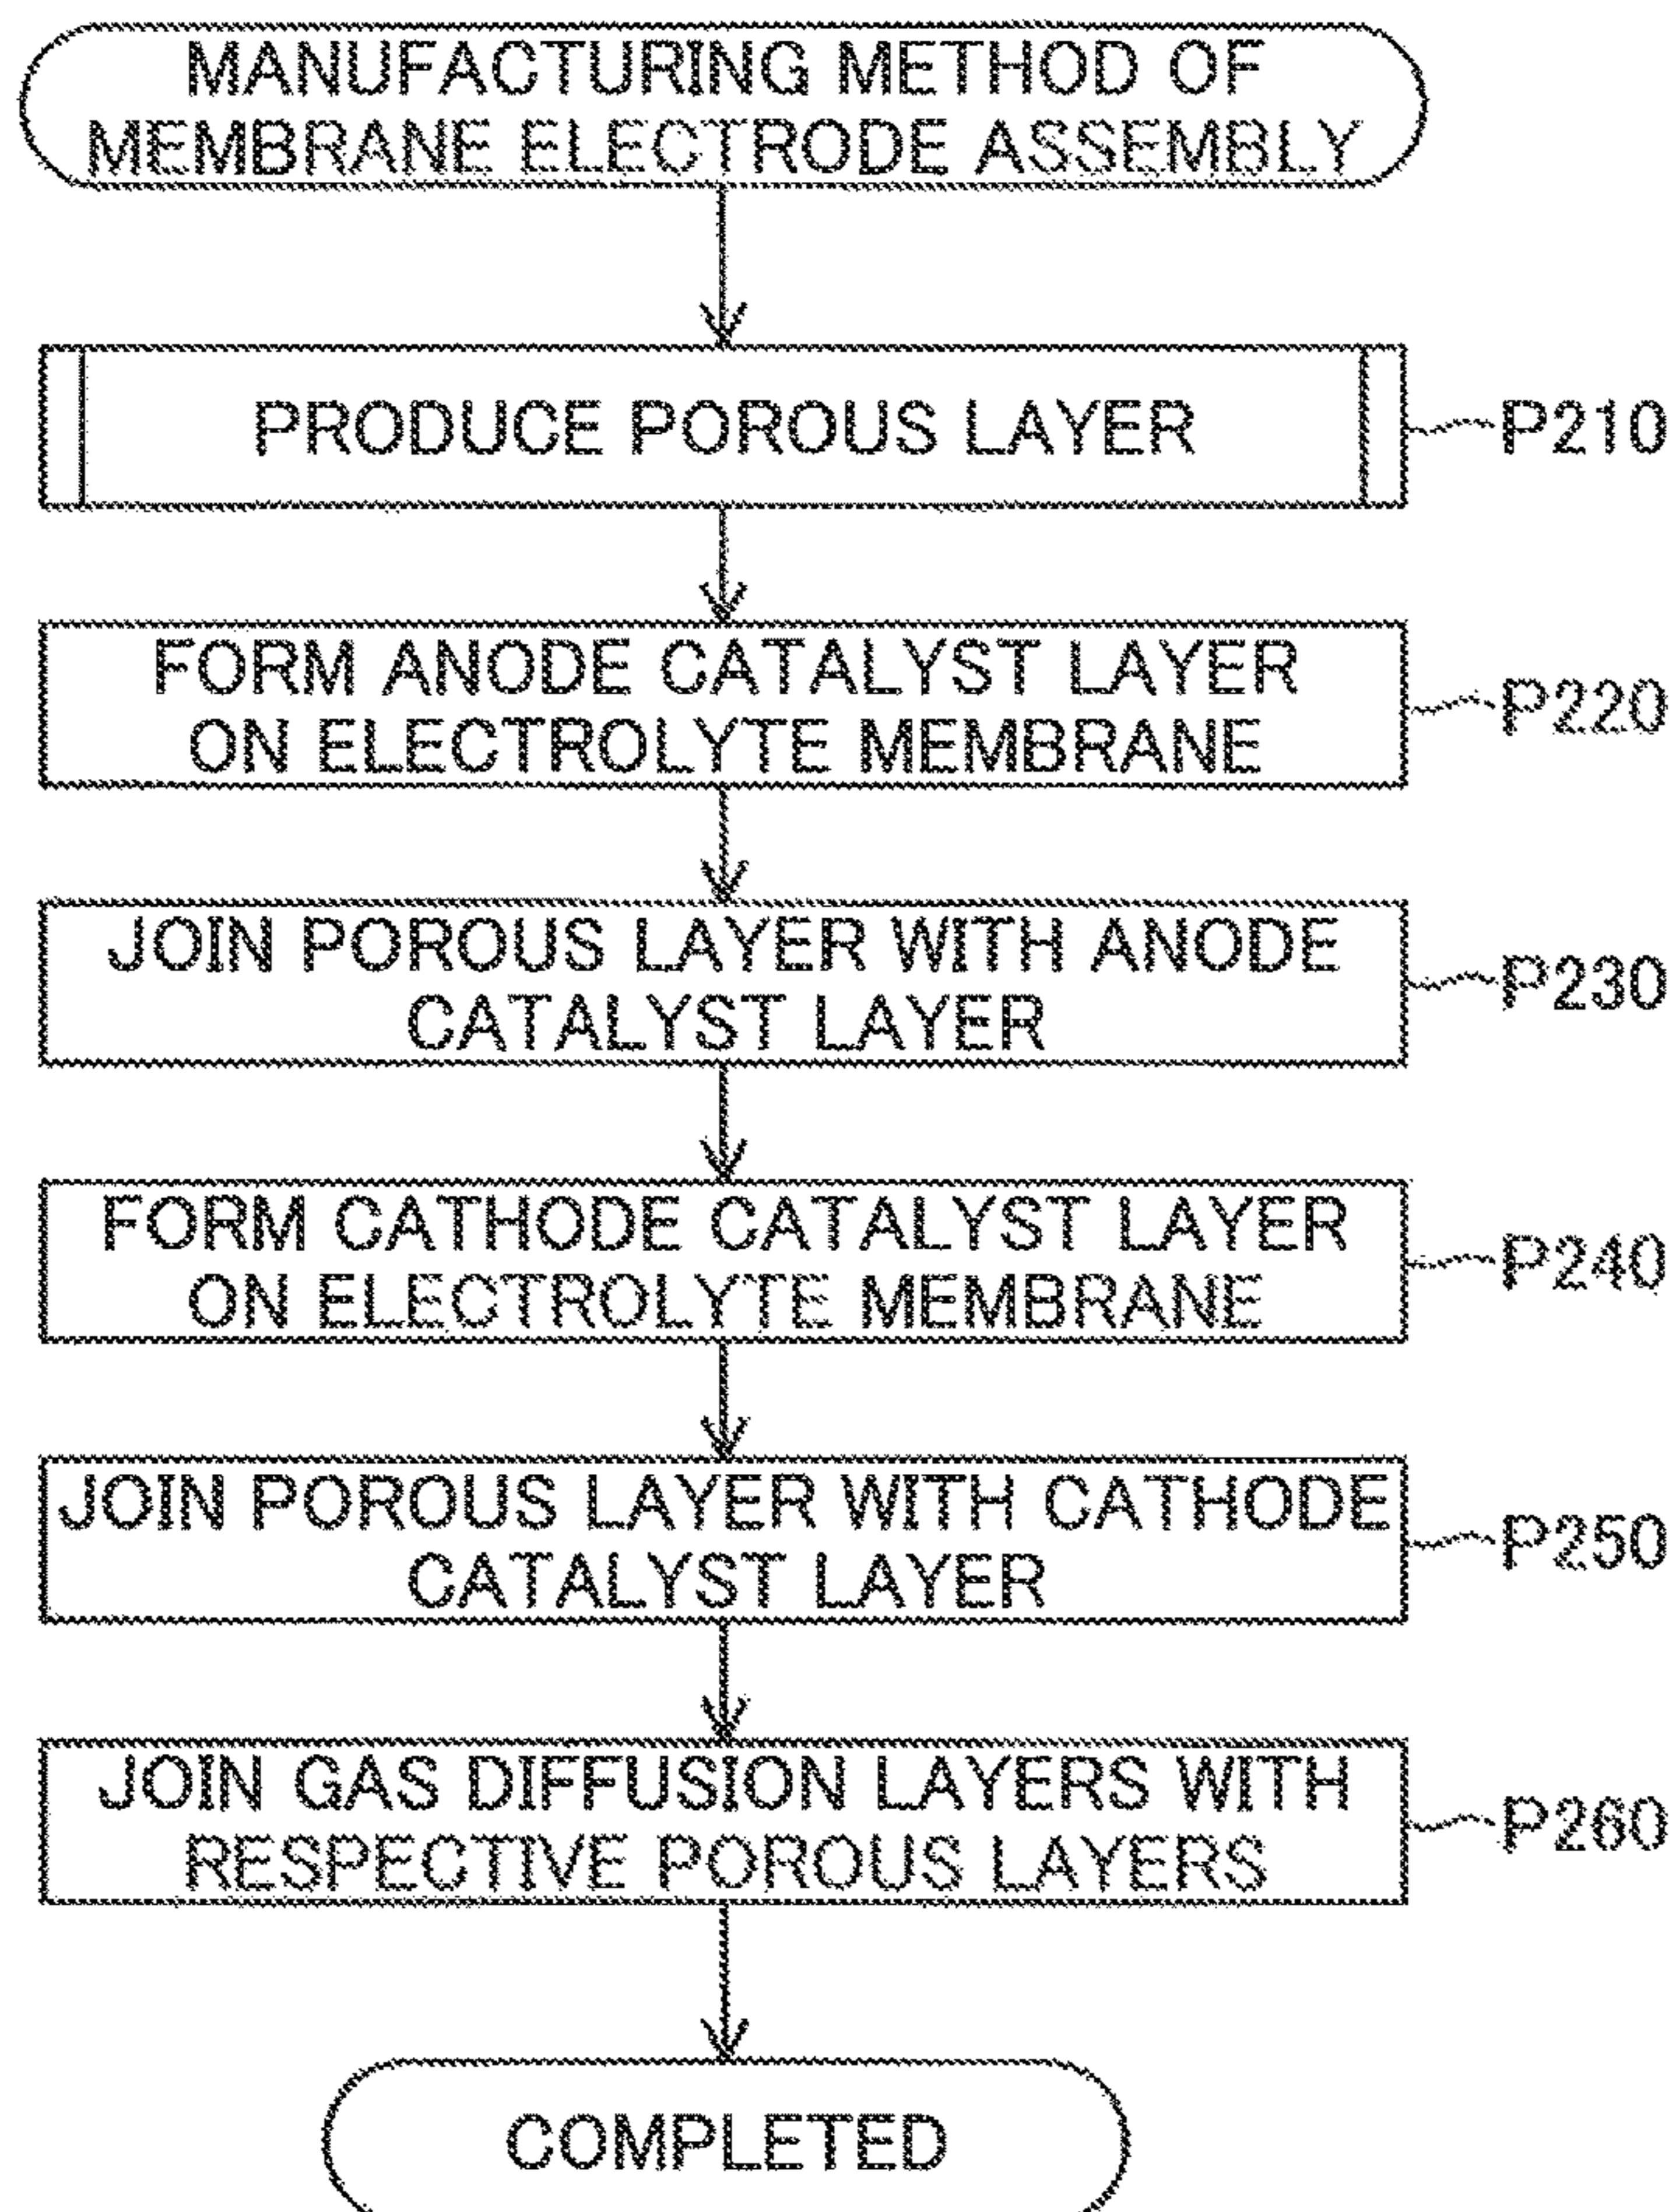 MANUFACTURING METHOD OF
MEMBRANE ELECTRODE ASSEMBLY
PRODUCE POROUS LAYER
P210
FORM ANODE CATALYST LAYER
ON ELECTROLYTE MEMBRANE
P220
JOIN POROUS LAYER WITH ANODE
CATALYST LAYER
P230
FORM CATHODE CATALYST LAYER
ON ELECTROLYTE MEMBRANE
P240
JOIN POROUS LAYER WITH CATHODE
CATALYST LAYER
P250
JOIN GAS DIFFUSION LAYERS WITH
RESPECTIVE POROUS LAYERS
P260
COMPLETED